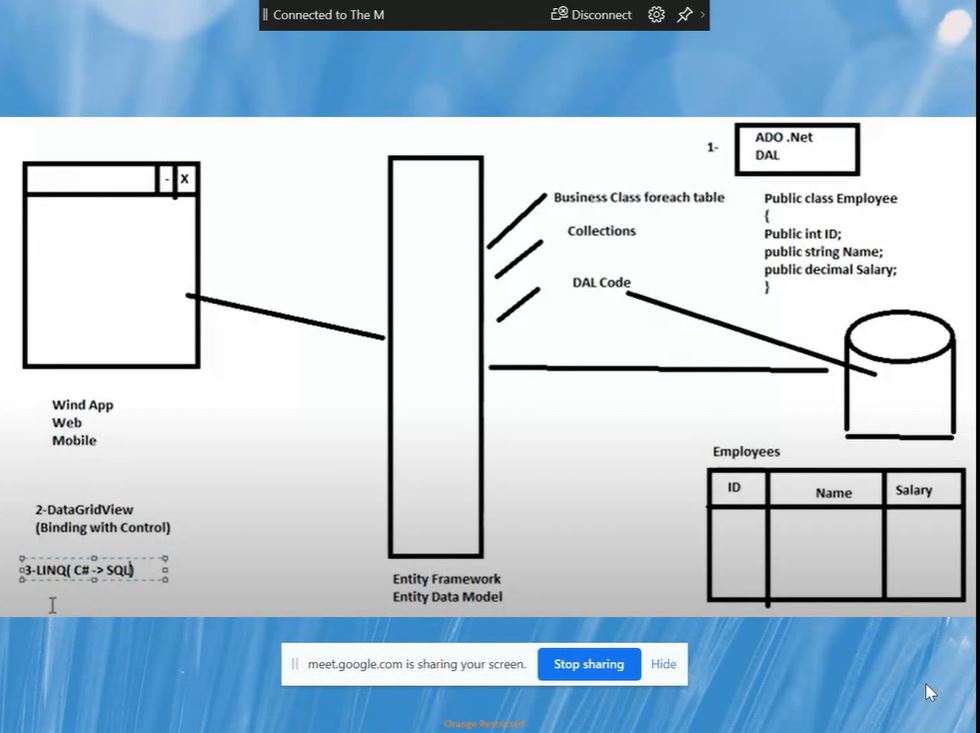 Connected to The M
Disconnect
1-
ADO .Net
DAL
- X
Business Class foreach table
Collections
DAL Code
Public class Employee
{
Public int ID;
public string Name;
public decimal Salary;
}
Wind App
Web
Mobile
Employees
ID Name Salary
2-DataGridView
(Binding with Control)
3-LINQ( C# -> SQL)
Entity Framework
Entity Data Model
meet.google.com is sharing your screen.
Stop sharing
Hide
Orange Restricted